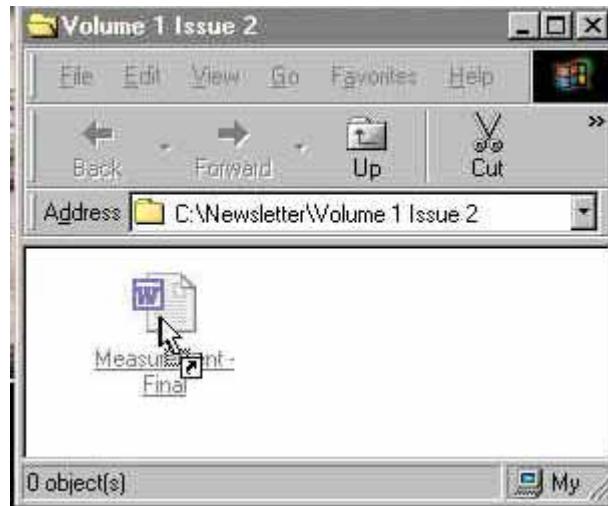 Volume 1 Issue 2
File Edit View Go Favorites Help
Back Forward Up Cut »
Address C:\Newsletter\Volume 1 Issue 2
W
Measurement -
Final
0 object(s) My